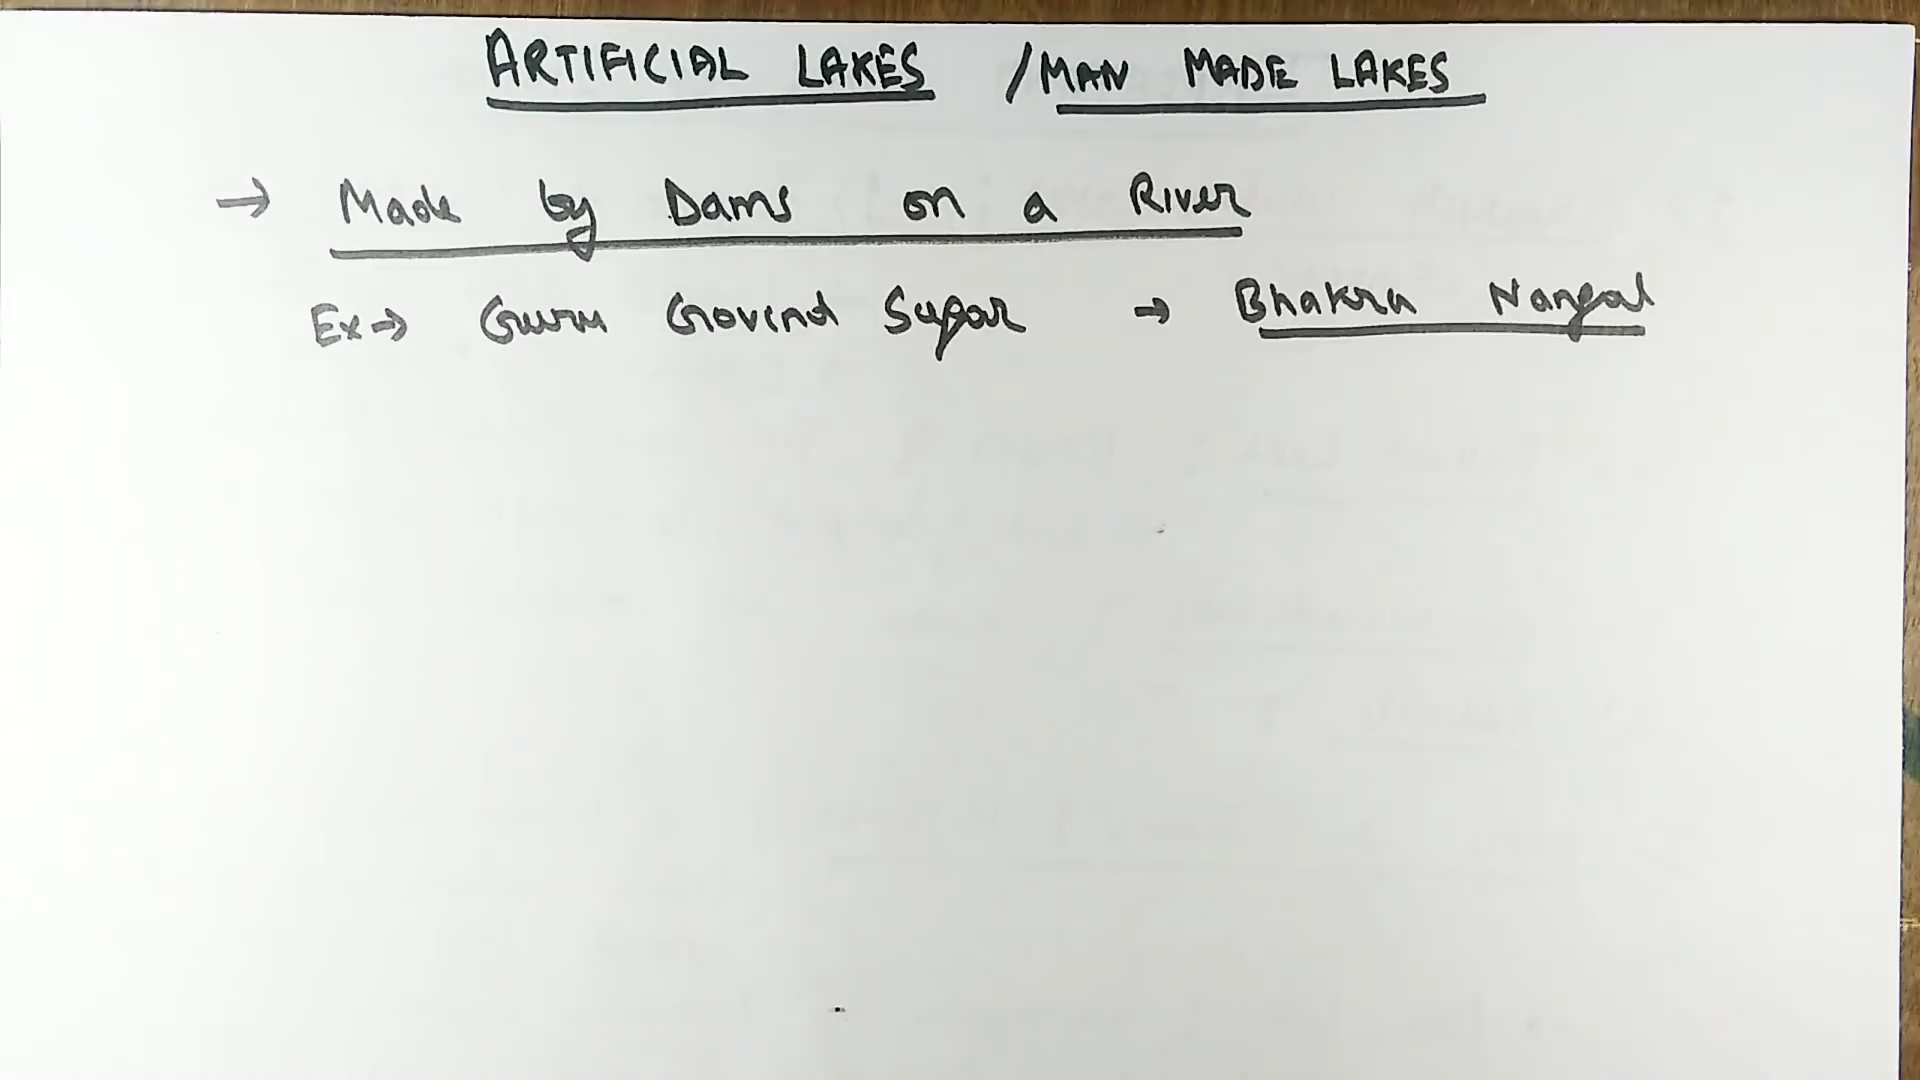 ARTIFICIAL LAKES / MAN MADE LAKES
→ Made by Dams on a River
Ex → Guru Govind Sagar → Bhakra Nangal